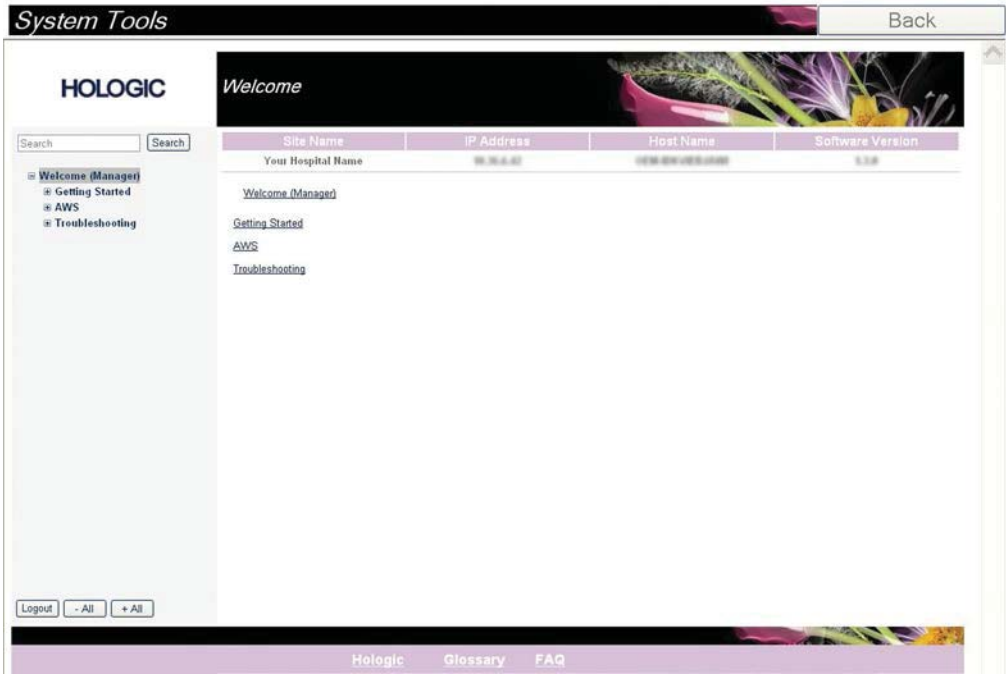 System Tools
Back
HOLOGIC
Welcome
Search Search
Site Name IP Address Host Name Software Version
Your Hospital Name
Welcome (Manager)
Getting Started
AWS
Troubleshooting
Welcome (Manager)
Getting Started
AWS
Troubleshooting
Logout - All + All
Hologic Glossary FAQ